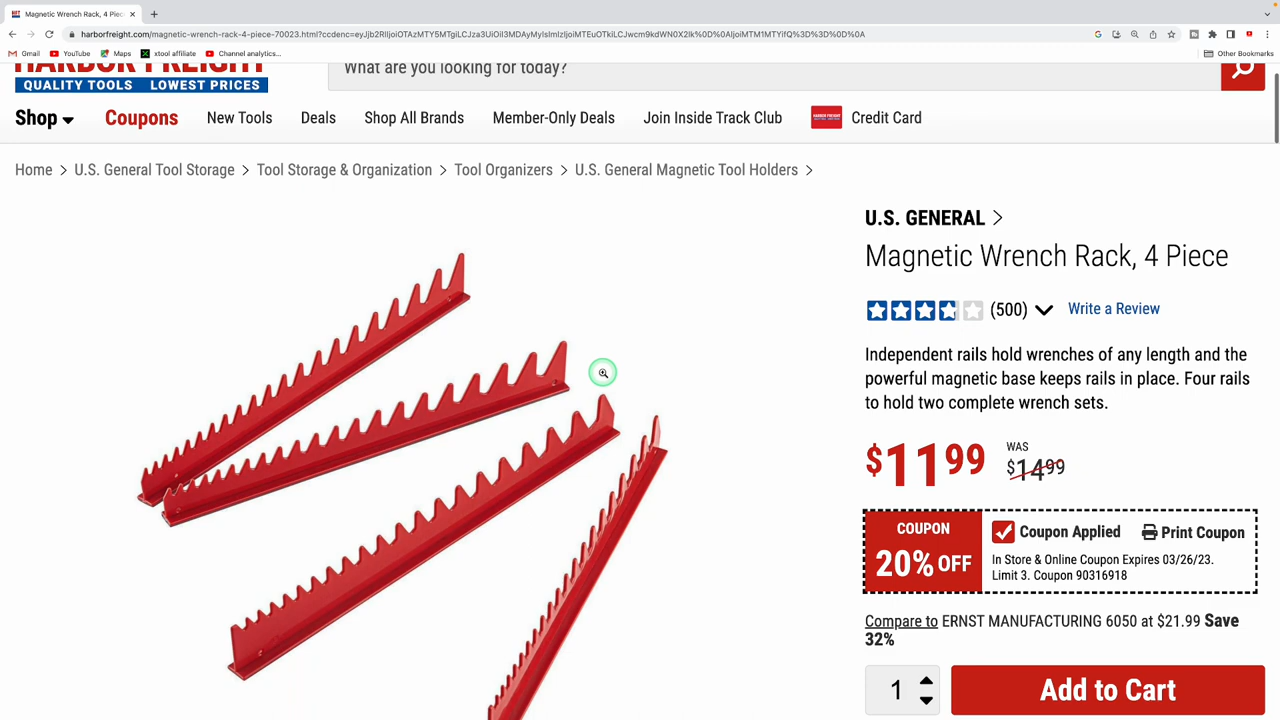 Magnetic Wrench Rack, 4 Piec
harborfreight.com/magnetic-wrench-rack-4-piece-70023.html?
Gmail
YouTube
Maps
xtool affiliate
Channel analytics...
Other Bookmarks
HARBOR FREIGHT
QUALITY TOOLS LOWEST PRICES
What are you looking for today?
Shop
Coupons
New Tools
Deals
Shop All Brands
Member-Only Deals
Join Inside Track Club
Credit Card
Home > U.S. General Tool Storage > Tool Storage & Organization > Tool Organizers > U.S. General Magnetic Tool Holders >
U.S. GENERAL >
Magnetic Wrench Rack, 4 Piece
(500)
Write a Review
Independent rails hold wrenches of any length and the
powerful magnetic base keeps rails in place. Four rails
to hold two complete wrench sets.
$11 99
WAS
$14 99
COUPON
20% OFF
Coupon Applied
Print Coupon
In Store & Online Coupon Expires 03/26/23.
Limit 3. Coupon 90316918
Compare to ERNST MANUFACTURING 6050 at $21.99 Save
32%
1
Add to Cart